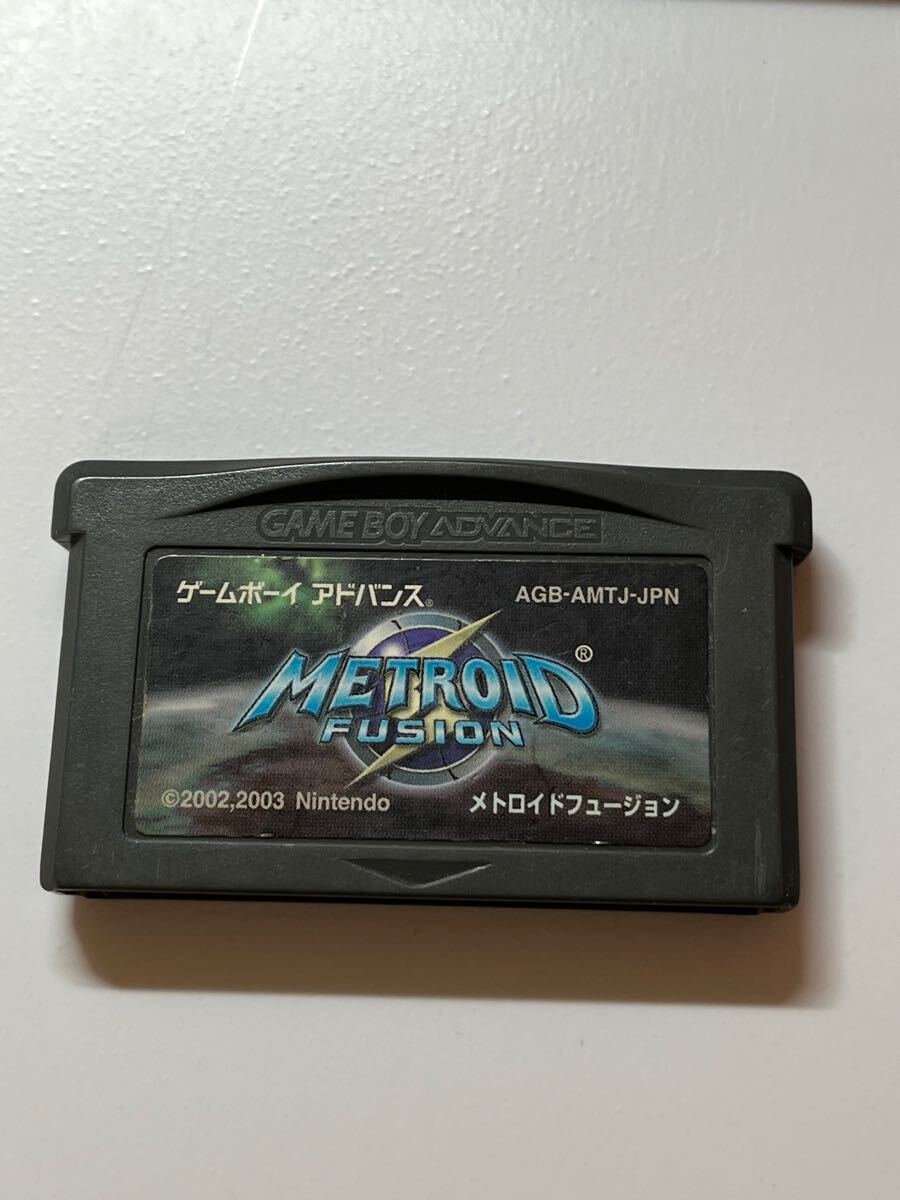 GAME BOY ADVANCE
ゲームボーイ アドバンス®
AGB-AMTJ-JPN
METROID®
FUSION
©2002,2003 Nintendo
メトロイドフュージョン